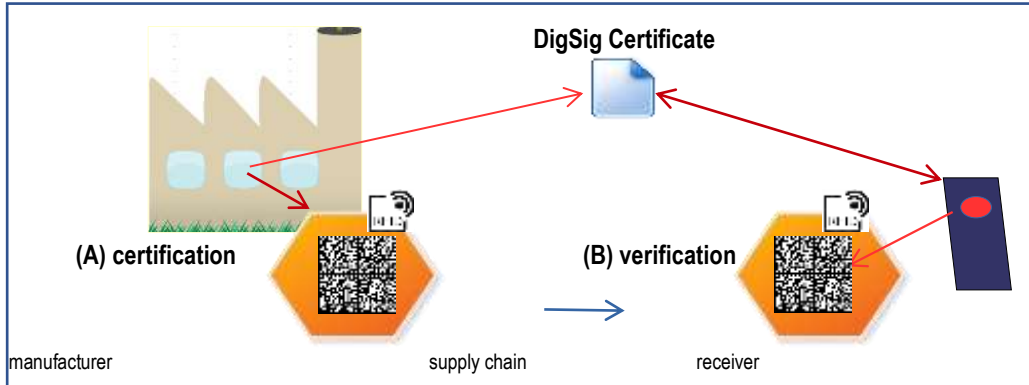 DigSig Certificate
(A) certification
(B) verification
manufacturer
supply chain
receiver